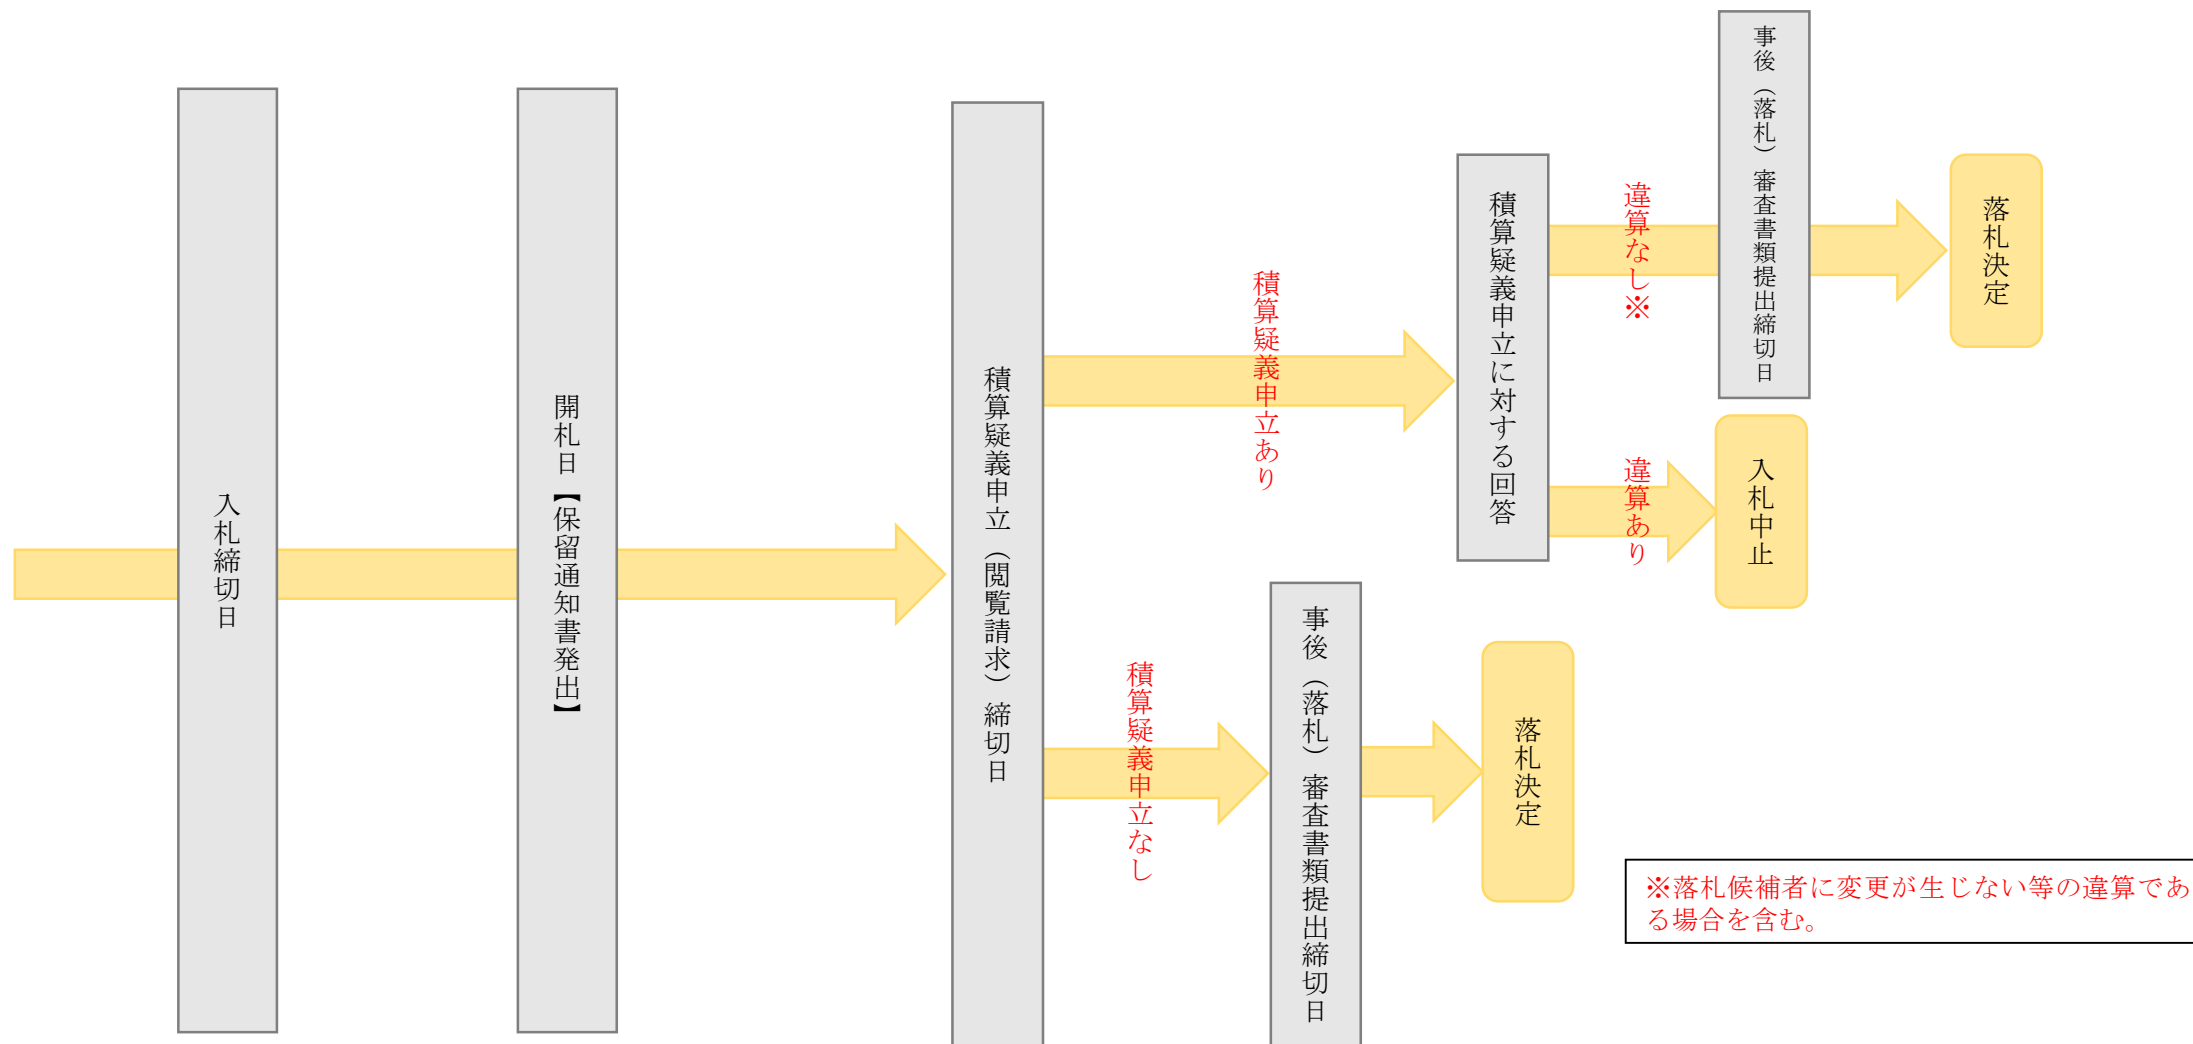 入札締切日
開札日【保留通知書発出】
積算疑義申立（閲覧請求）締切日
積算疑義申立あり
積算疑義申立に対する回答
違算なし※
事後（落札）審査書類提出締切日
落札決定
違算あり
入札中止
積算疑義申立なし
事後（落札）審査書類提出締切日
落札決定
※落札候補者に変更が生じない等の違算であ
る場合を含む。